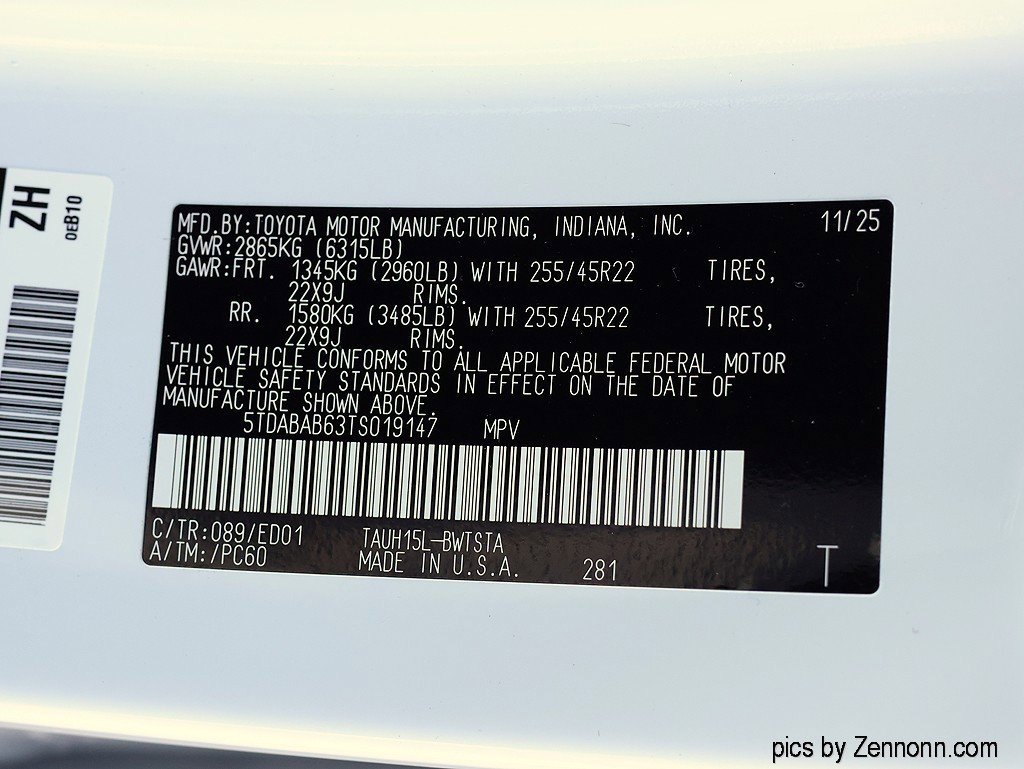 ZH
0EB10
MFD.BY:TOYOTA MOTOR MANUFACTURING, INDIANA, INC. 11/25
GVWR:2865KG (6315LB)
GAWR:FRT. 1345KG (2960LB) WITH 255/45R22 TIRES,
22X9J RIMS.
RR. 1580KG (3485LB) WITH 255/45R22 TIRES,
22X9J RIMS.
THIS VEHICLE CONFORMS TO ALL APPLICABLE FEDERAL MOTOR
VEHICLE SAFETY STANDARDS IN EFFECT ON THE DATE OF
MANUFACTURE SHOWN ABOVE.
5TDABAB63TS019147 MPV
C/TR:089/ED01 TAUH15L-BWTSTA
A/TM:/PC60 MADE IN U.S.A. 281 T
pics by Zennonn.com